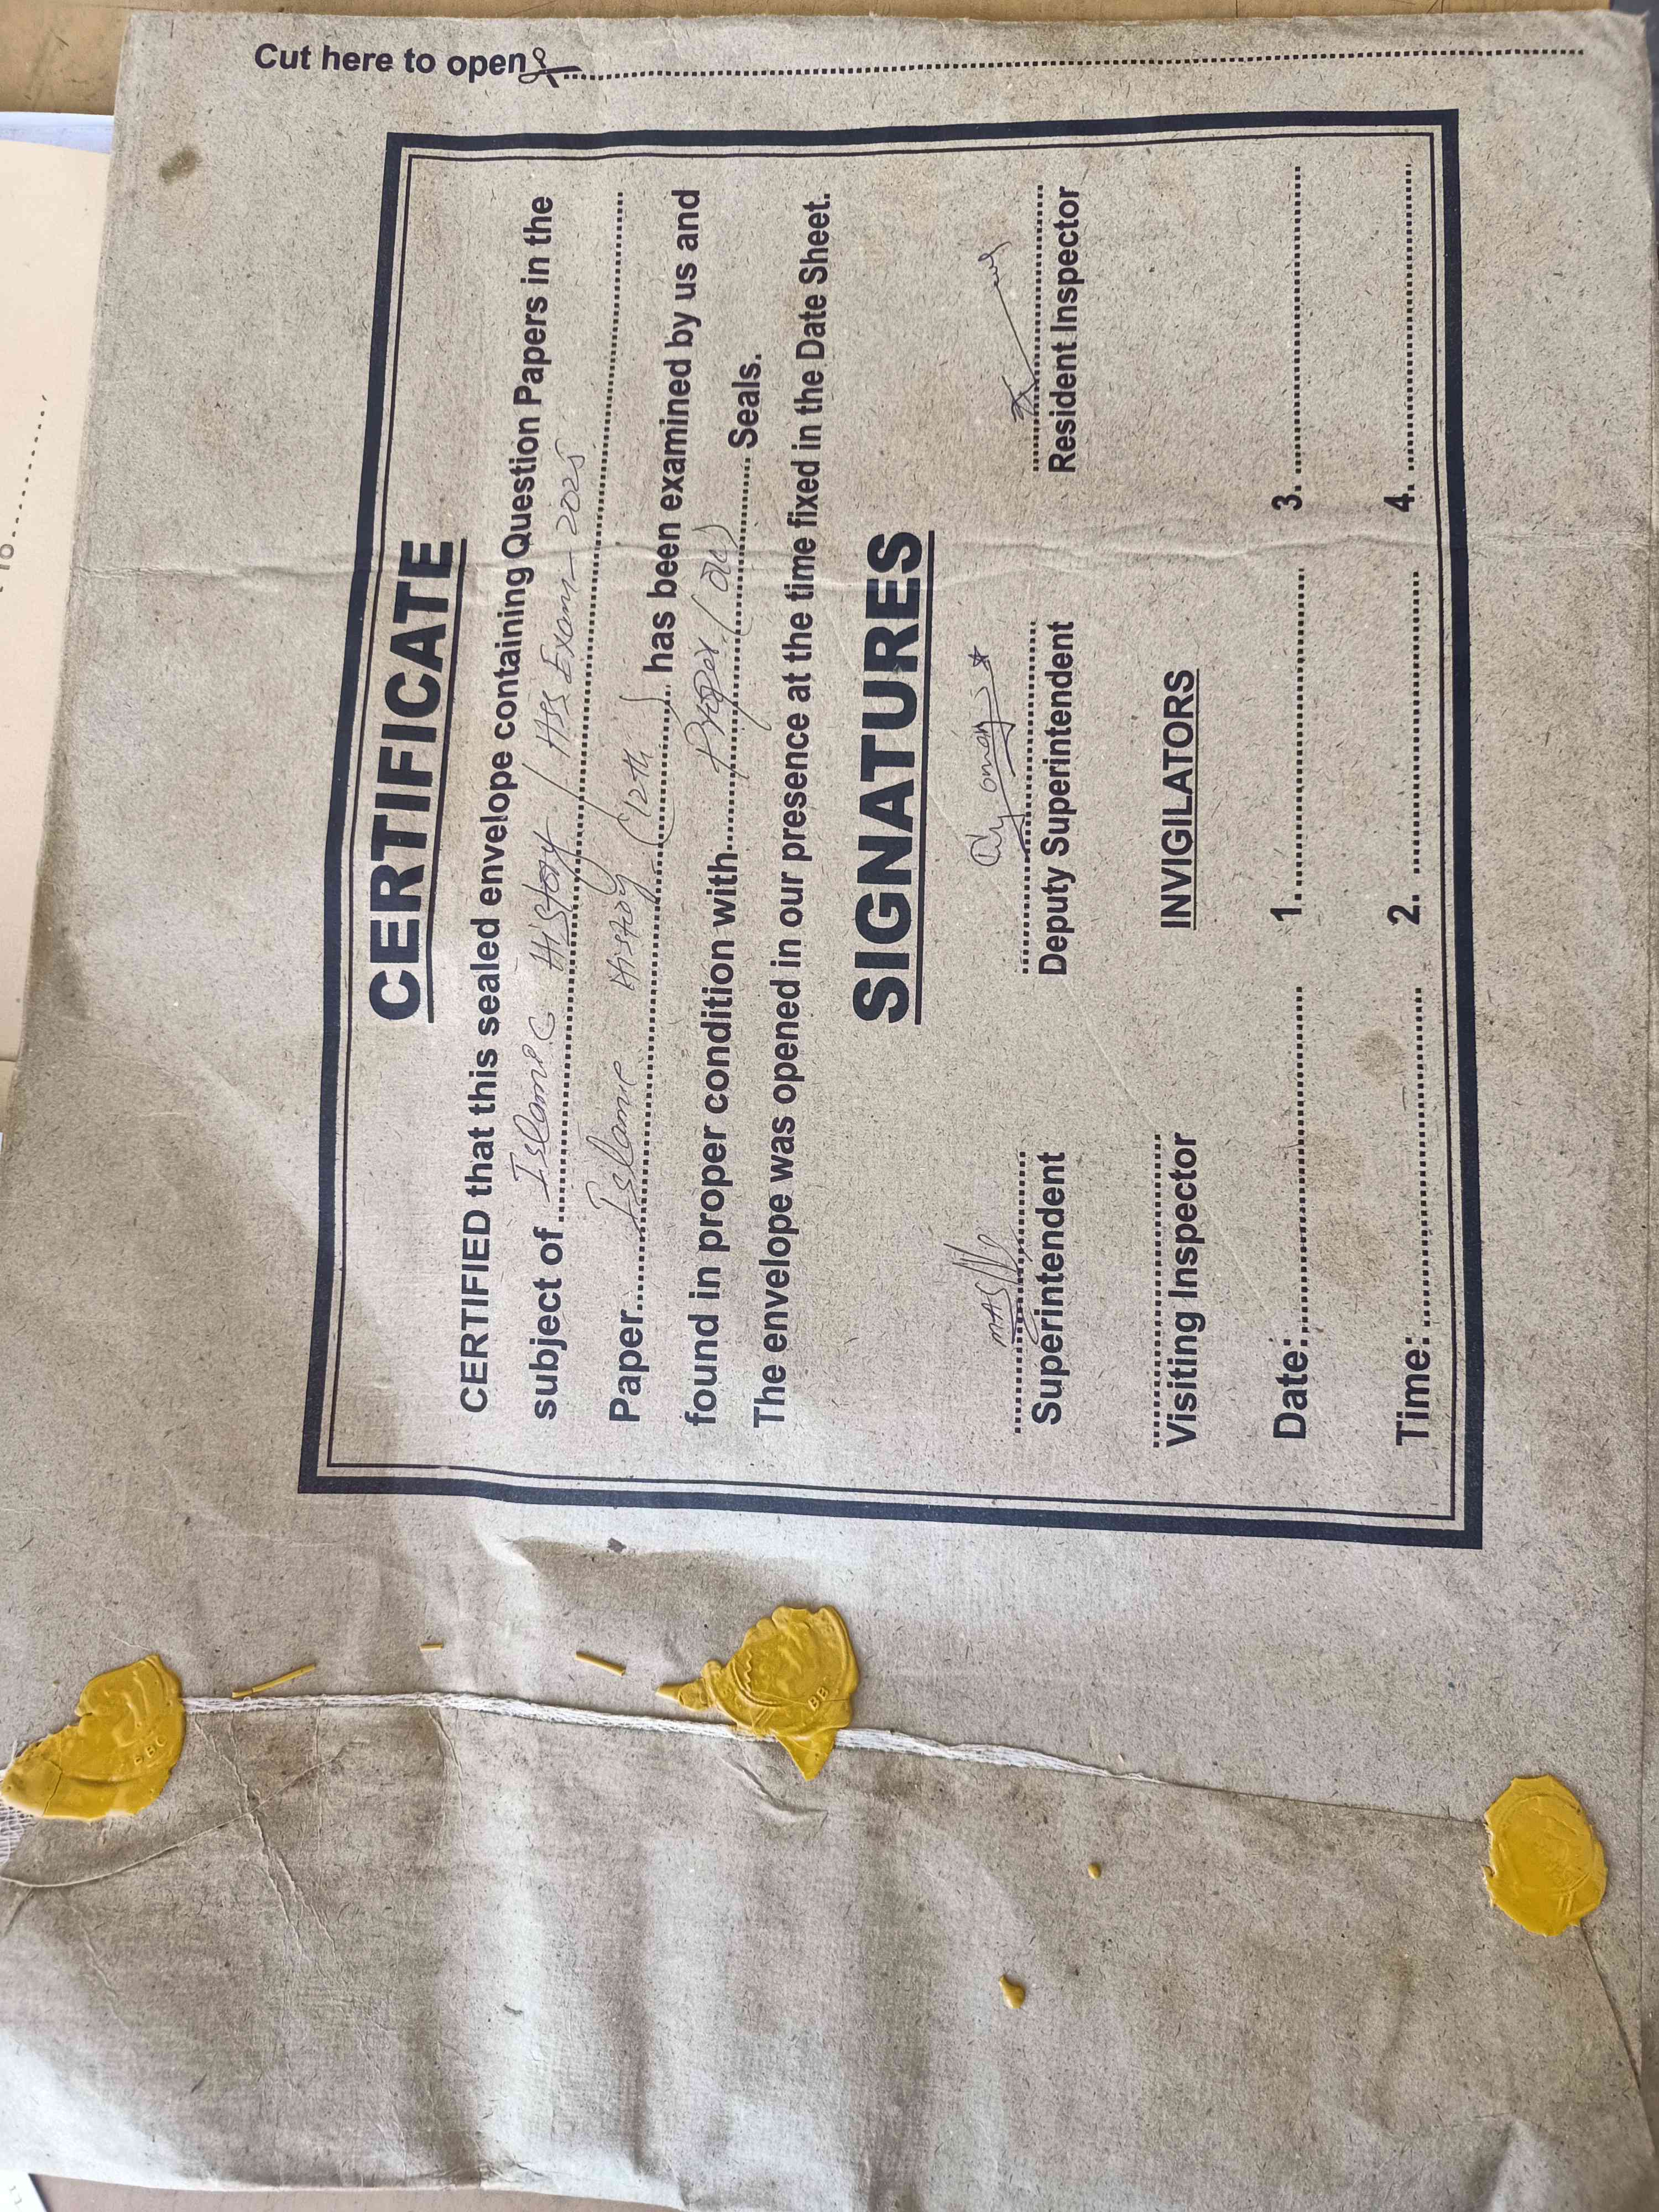 Cut here to open
CERTIFICATE
CERTIFIED that this sealed envelope containing Question Papers in the
subject of Islamic History / HSS Exam-2025
Paper Islamic History (12th) has been examined by us and
found in proper condition with Proper Seals.
The envelope was opened in our presence at the time fixed in the Date Sheet.
SIGNATURES
Superintendent Deputy Superintendent Resident Inspector
Visiting Inspector INVIGILATORS
Date: 1. 3.
Time: 2. 4.